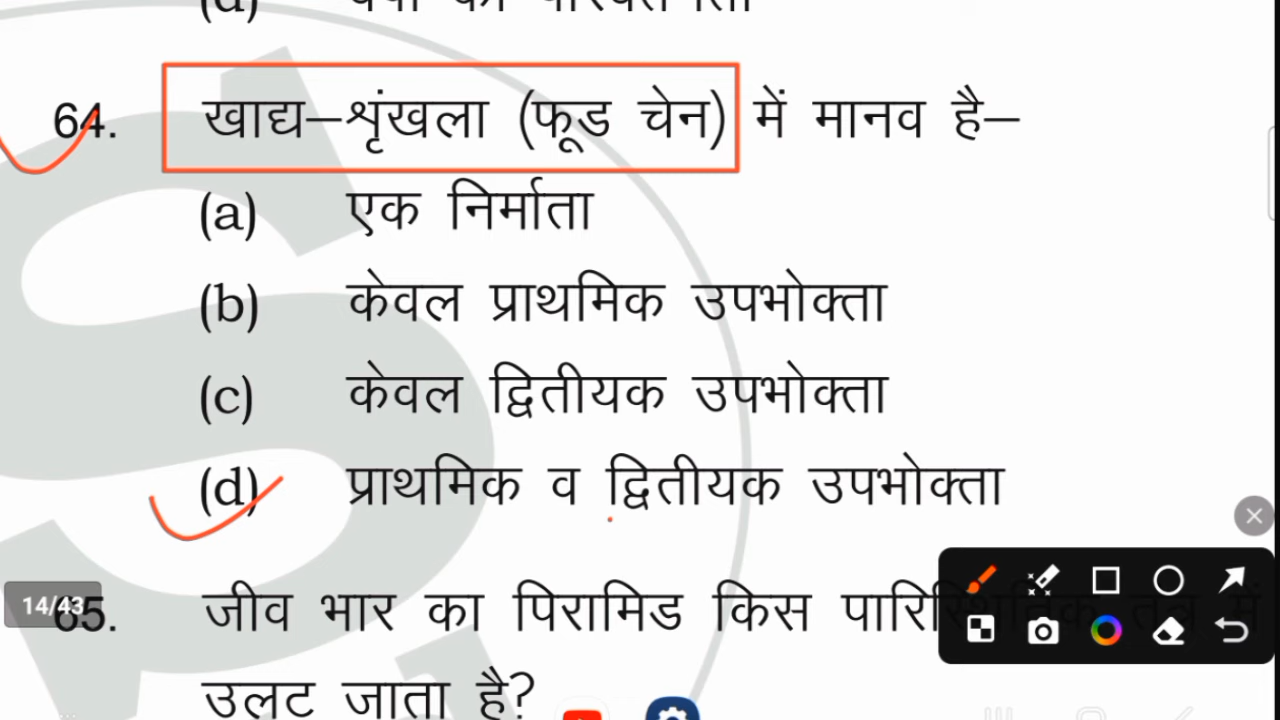 64. खाद्य–श्रृंखला (फूड चेन) में मानव है–
(a) एक निर्माता
(b) केवल प्राथमिक उपभोक्ता
(c) केवल द्वितीयक उपभोक्ता
(d) प्राथमिक व द्वितीयक उपभोक्ता
14/43
65. जीव भार का पिरामिड किस पारिस्थितिक तंत्र में
उलट जाता है?